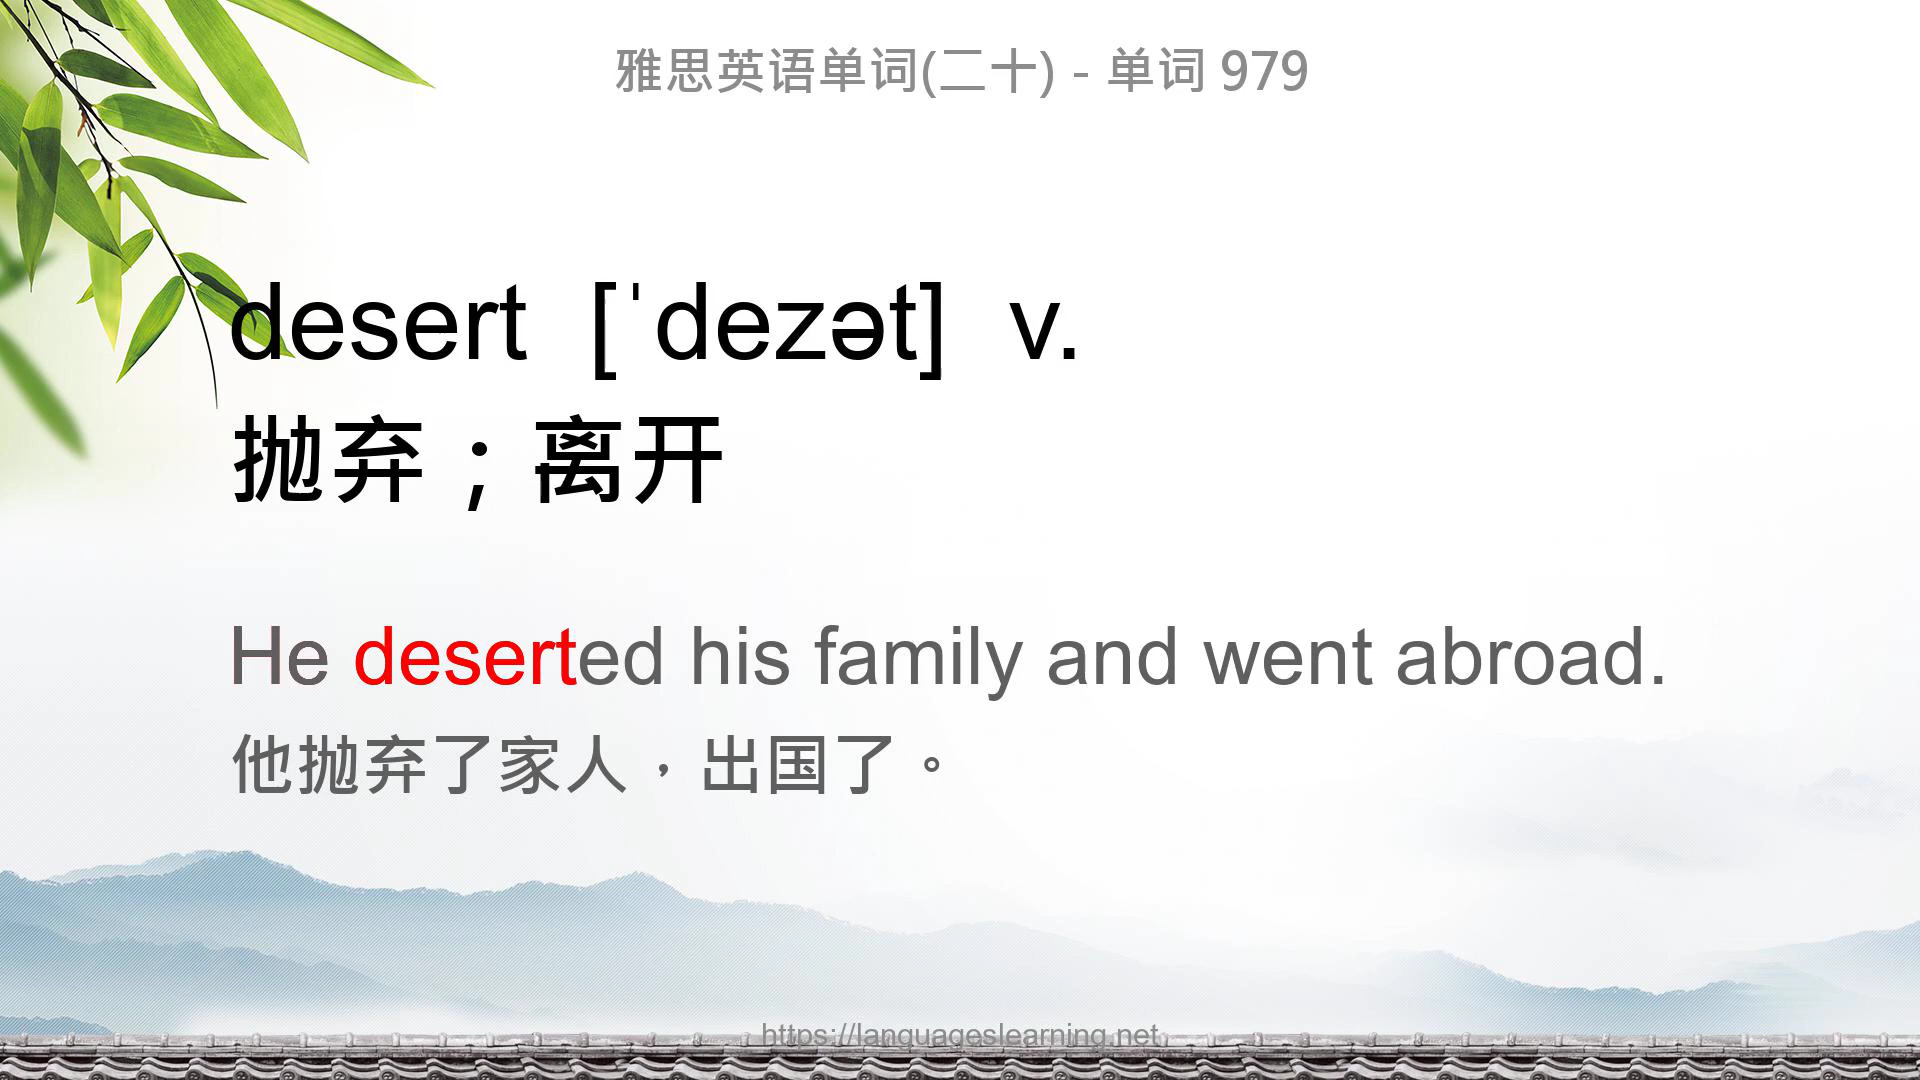 雅思英语单词(二十) - 单词 979
desert [ˈdezət] v.
抛弃；离开
He deserted his family and went abroad.
他抛弃了家人，出国了。
https://languageslearning.net